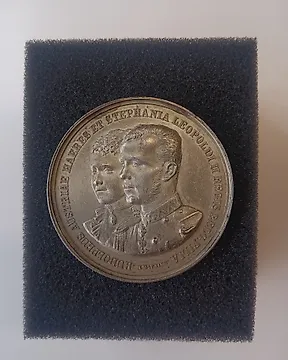 RUDOLPHUS AUSTRIAE HAERES ET STEPHANIA LEOPOLDI II